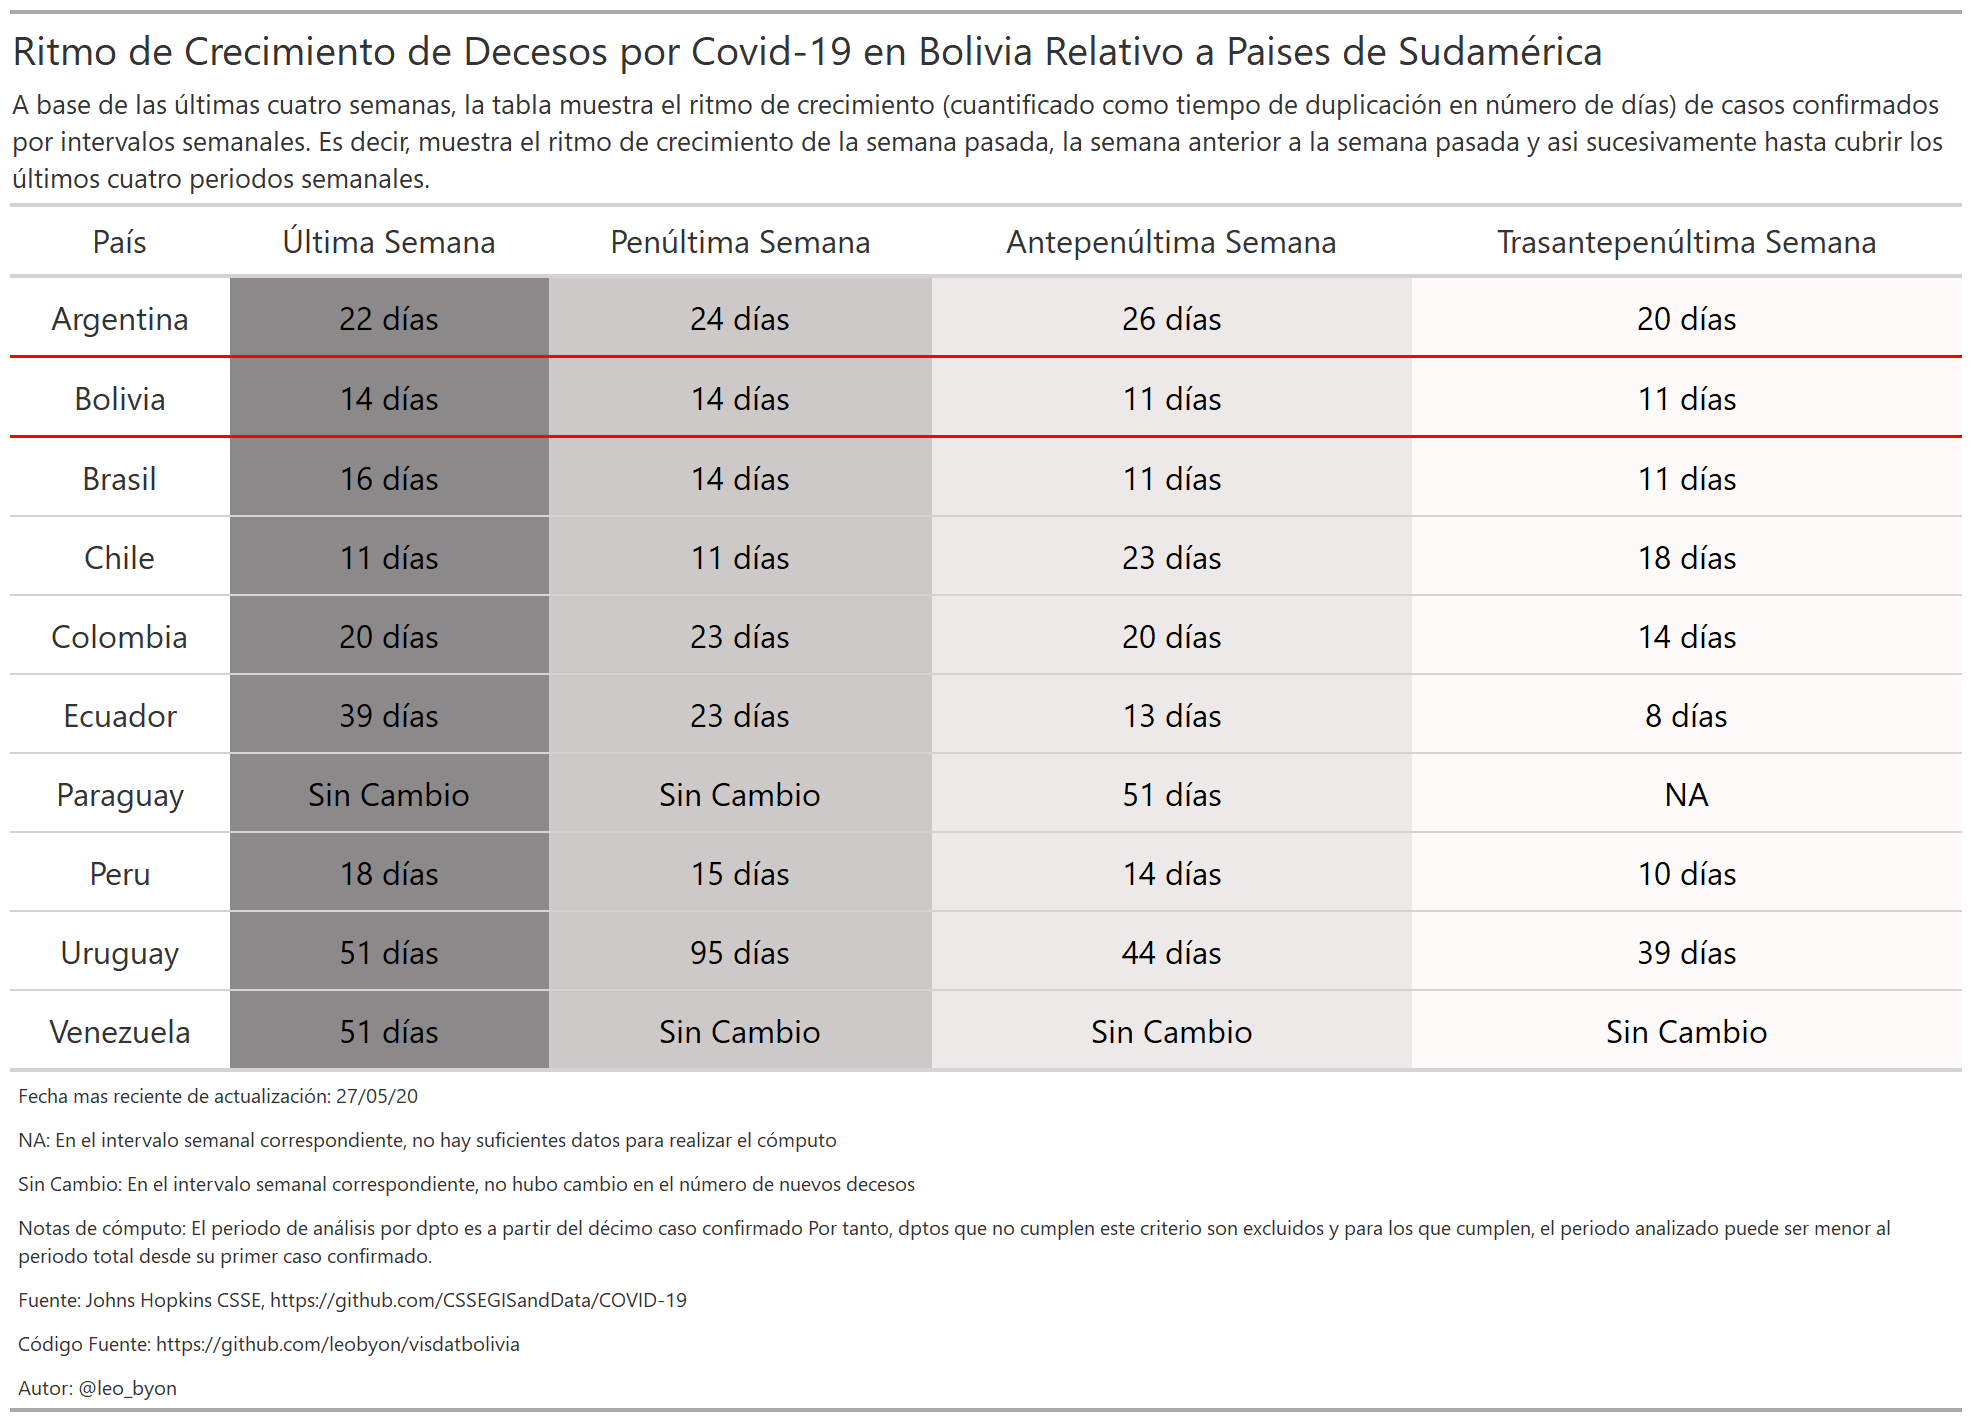 Ritmo de Crecimiento de Decesos por Covid-19 en Bolivia Relativo a Paises de Sudamérica
A base de las últimas cuatro semanas, la tabla muestra el ritmo de crecimiento (cuantificado como tiempo de duplicación en número de días) de casos confirmados
por intervalos semanales. Es decir, muestra el ritmo de crecimiento de la semana pasada, la semana anterior a la semana pasada y asi sucesivamente hasta cubrir los
últimos cuatro periodos semanales.
País Última Semana Penúltima Semana Antepenúltima Semana Trasantepenúltima Semana
Argentina 22 días 24 días 26 días 20 días
Bolivia 14 días 14 días 11 días 11 días
Brasil 16 días 14 días 11 días 11 días
Chile 11 días 11 días 23 días 18 días
Colombia 20 días 23 días 20 días 14 días
Ecuador 39 días 23 días 13 días 8 días
Paraguay Sin Cambio Sin Cambio 51 días NA
Peru 18 días 15 días 14 días 10 días
Uruguay 51 días 95 días 44 días 39 días
Venezuela 51 días Sin Cambio Sin Cambio Sin Cambio
Fecha mas reciente de actualización: 27/05/20
NA: En el intervalo semanal correspondiente, no hay suficientes datos para realizar el cómputo
Sin Cambio: En el intervalo semanal correspondiente, no hubo cambio en el número de nuevos decesos
Notas de cómputo: El periodo de análisis por dpto es a partir del décimo caso confirmado Por tanto, dptos que no cumplen este criterio son excluidos y para los que cumplen, el periodo analizado puede ser menor al
periodo total desde su primer caso confirmado.
Fuente: Johns Hopkins CSSE, https://github.com/CSSEGISandData/COVID-19
Código Fuente: https://github.com/leobyon/visdatbolivia
Autor: @leo_byon